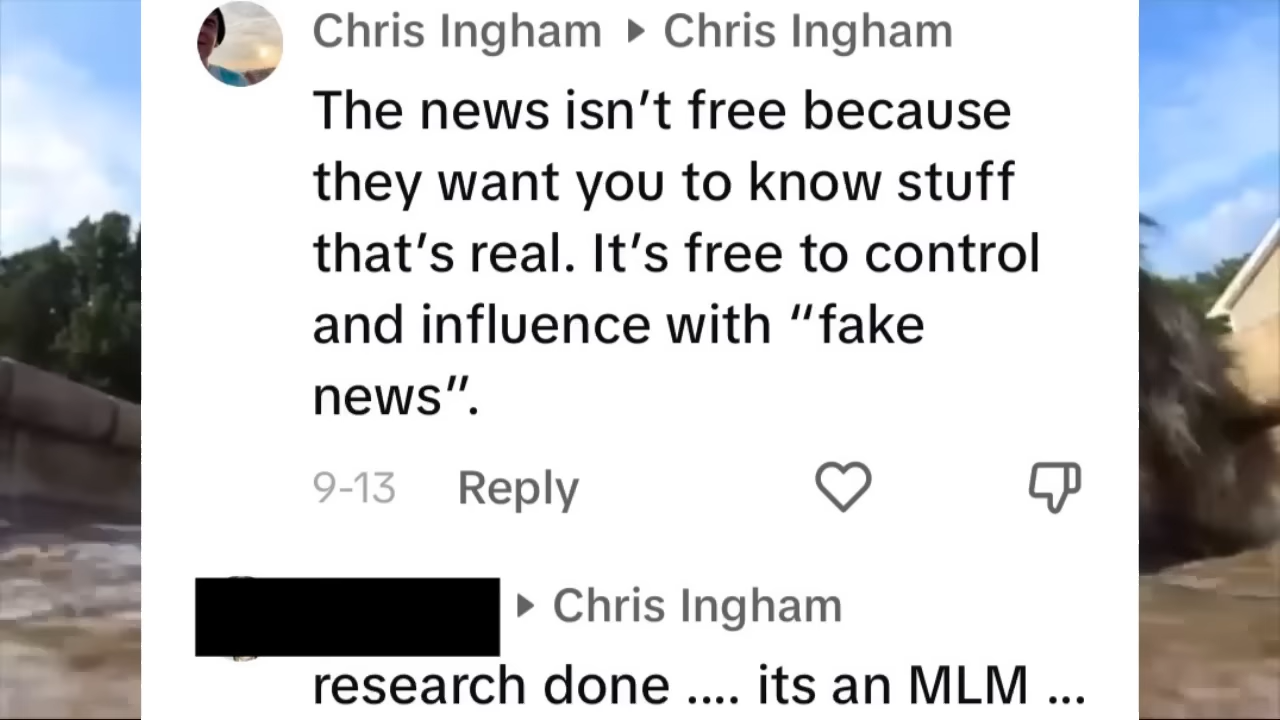 Chris Ingham ▸ Chris Ingham
The news isn’t free because
they want you to know stuff
that’s real. It’s free to control
and influence with “fake
news”.
9-13 Reply
▸ Chris Ingham
research done .... its an MLM ...